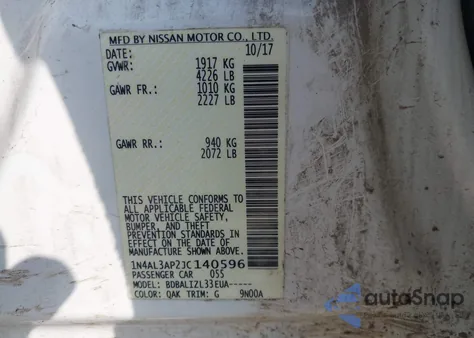 MFD BY NISSAN MOTOR CO., LTD.
DATE: 10/17
GVWR: 1917 KG
4226 LB
GAWR FR.: 1010 KG
2227 LB
GAWR RR.: 940 KG
2072 LB
THIS VEHICLE CONFORMS TO
ALL APPLICABLE FEDERAL
MOTOR VEHICLE SAFETY,
BUMPER, AND THEFT
PREVENTION STANDARDS IN
EFFECT ON THE DATE OF
MANUFACTURE SHOWN ABOVE.
1N4AL3AP2JC140596
PASSENGER CAR 055
MODEL: BDBALIZL33EUA-----
COLOR: QAK TRIM: G 9N00A
autoSnap